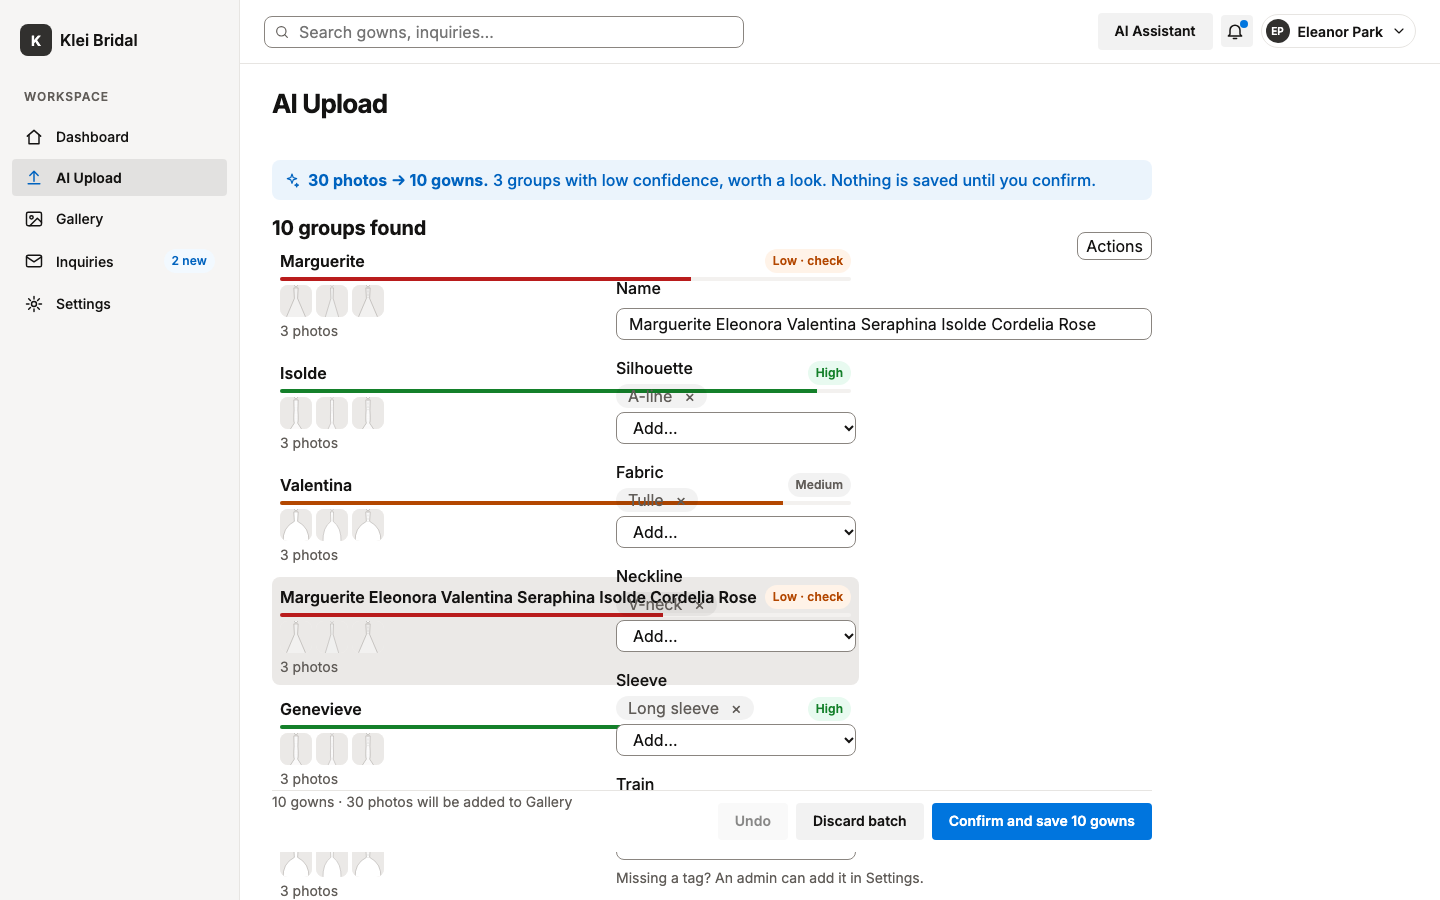 K Klei Bridal
Search gowns, inquiries...
AI Assistant
EP Eleanor Park
WORKSPACE
Dashboard
AI Upload
Gallery
Inquiries 2 new
Settings
AI Upload
30 photos → 10 gowns. 3 groups with low confidence, worth a look. Nothing is saved until you confirm.
10 groups found
Actions
Marguerite Low · check
3 photos
Isolde High
3 photos
Valentina Medium
3 photos
Marguerite Eleonora Valentina Seraphina Isolde Cordelia Rose Low · check
3 photos
Genevieve High
3 photos
3 photos
Name
Marguerite Eleonora Valentina Seraphina Isolde Cordelia Rose
Silhouette
A-line ×
Add...
Fabric
Tulle ×
Add...
Neckline
V-neck ×
Add...
Sleeve
Long sleeve ×
Add...
Train
Missing a tag? An admin can add it in Settings.
10 gowns · 30 photos will be added to Gallery
Undo
Discard batch
Confirm and save 10 gowns